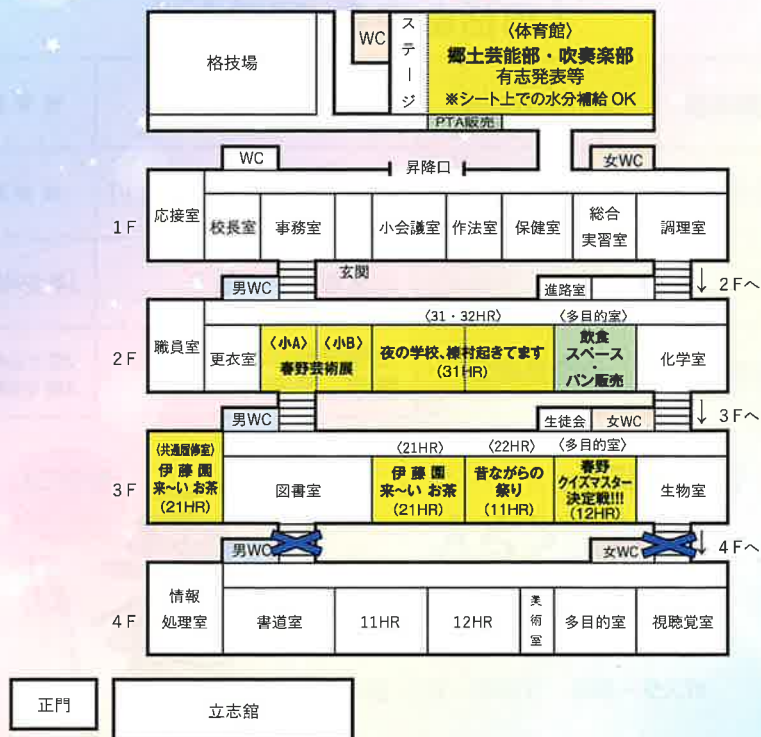 格技場
WC
ステージ
〈体育館〉
郷土芸能部・吹奏楽部
有志発表等
※シート上での水分補給 OK
PTA販売
WC
昇降口
女WC
1F
応接室
校長室
事務室
小会議室
作法室
保健室
総合
実習室
調理室
男WC
玄関
進路室
↓ 2Fへ
2F
職員室
更衣室
〈小A〉 〈小B〉
春野芸術展
〈31・32HR〉
夜の学校、楝村起きてます
(31HR)
〈多目的室〉
飲食
スペース
・
パン販売
化学室
男WC
生徒会
女WC
↓ 3Fへ
3F
〈共通履修室〉
伊藤園
来~い お茶
(21HR)
図書室
〈21HR〉
伊藤園
来~い お茶
(21HR)
〈22HR〉
昔ながらの
祭り
(11HR)
〈多目的室〉
春野
クイズマスター
決定戦!!!
(12HR)
生物室
男WC
女WC
↓ 4Fへ
4F
情報
処理室
書道室
11HR
12HR
美術室
多目的室
視聴覚室
正門
立志館